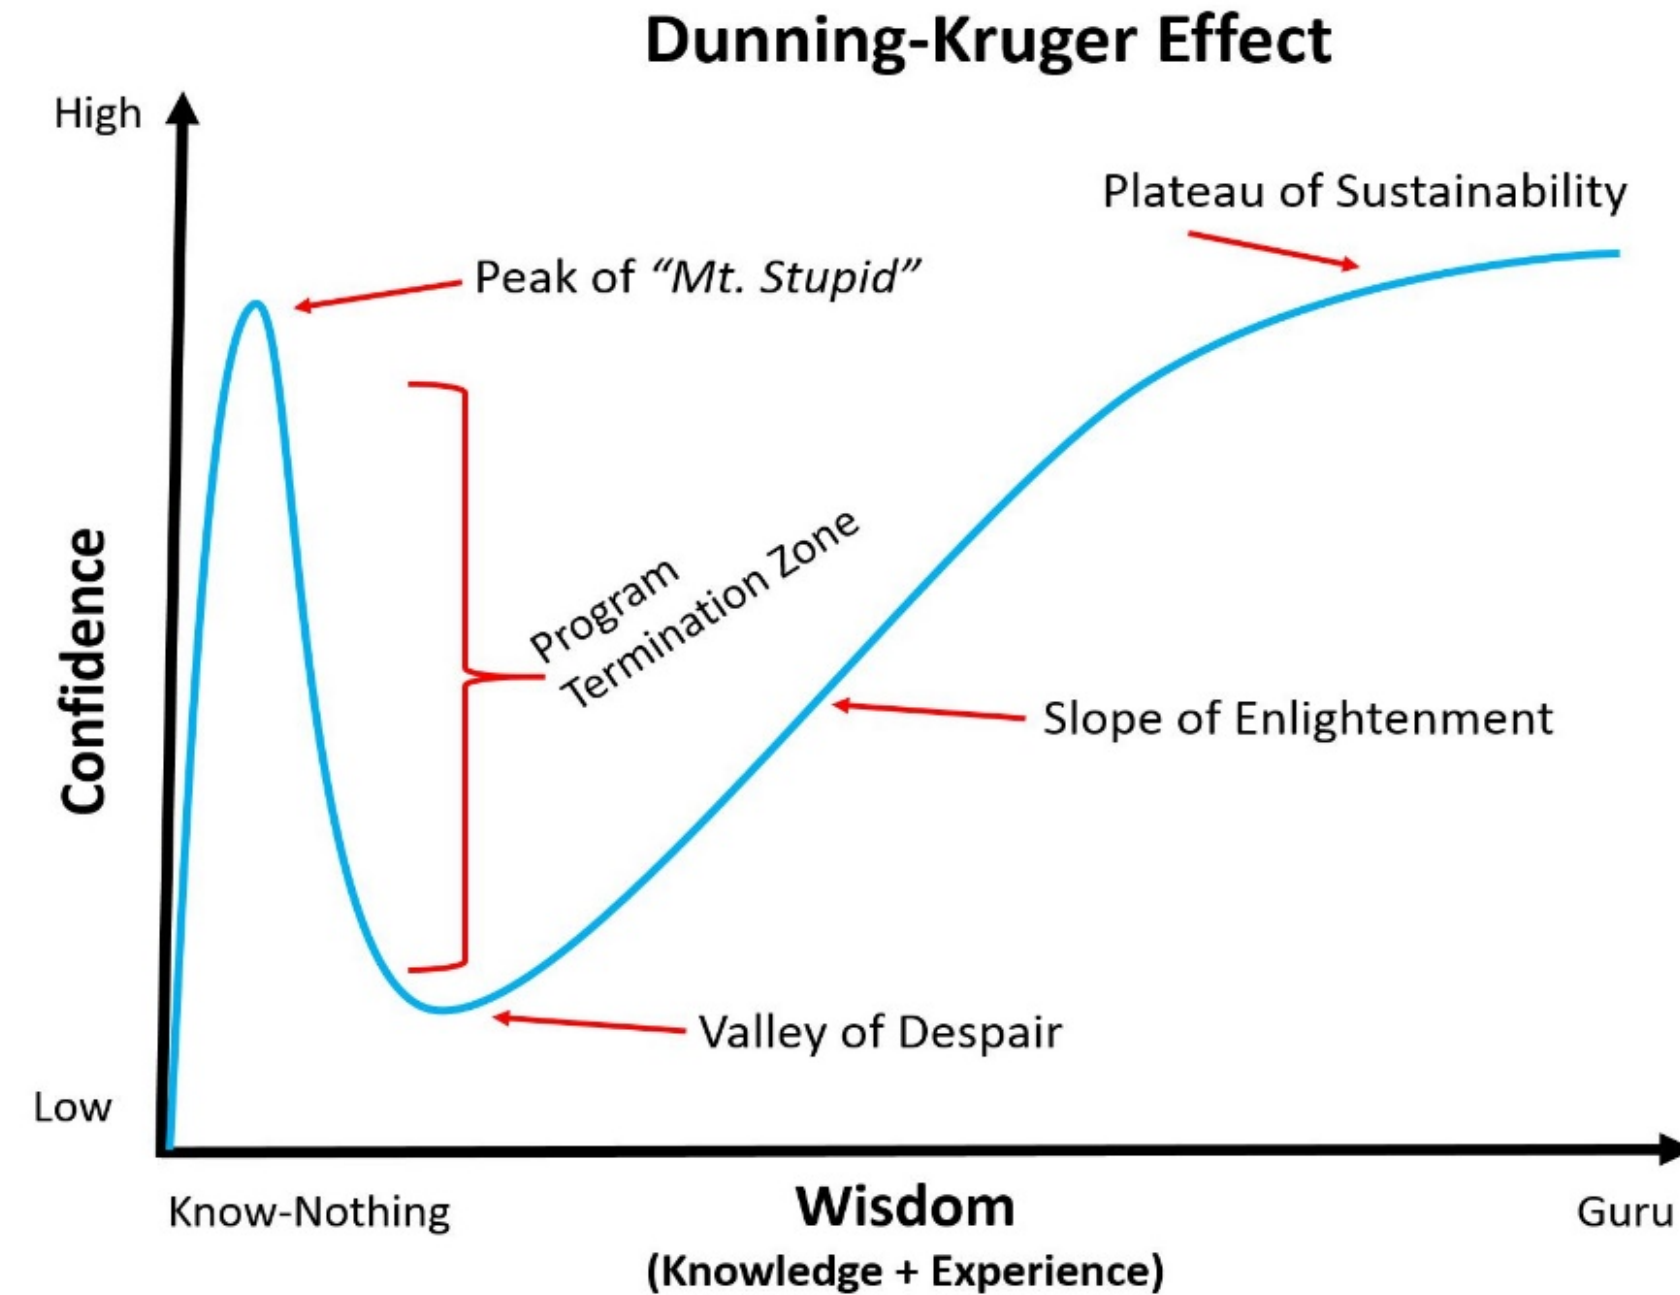 Dunning-Kruger Effect
High
Plateau of Sustainability
Peak of “Mt. Stupid”
Program
Termination Zone
Confidence
Slope of Enlightenment
Valley of Despair
Low
Know-Nothing
Wisdom
Guru
(Knowledge + Experience)